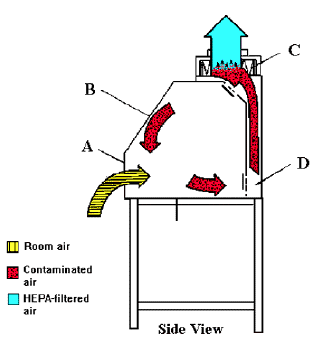 C
B
A
D
Room air
Contaminated
air
HEPA-filtered
air
Side View